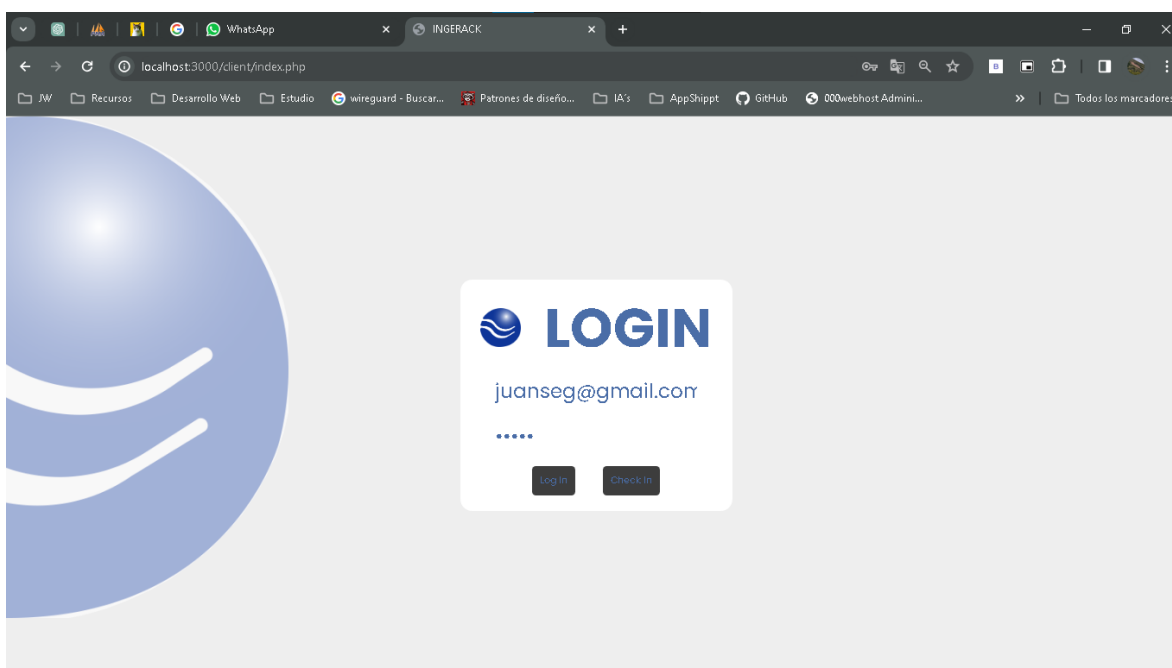 WhatsApp
INGERACK
localhost:3000/client/index.php
JW Recursos Desarrollo Web Estudio wireguard - Buscar... Patrones de diseño... IA's AppShippt GitHub 000webhost Admini... » Todos los marcadores
LOGIN
juanseg@gmail.com
•••••
Log In Check In